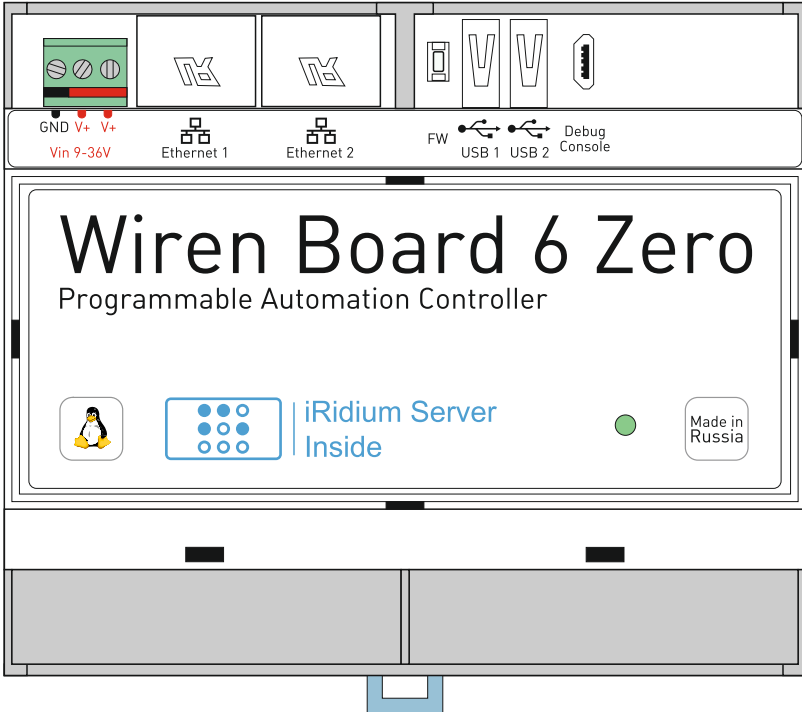 GND V+ V+
Vin 9-36V
Ethernet 1
Ethernet 2
FW
USB 1
USB 2
Debug
Console
Wiren Board 6 Zero
Programmable Automation Controller
iRidium Server
Inside
Made in
Russia